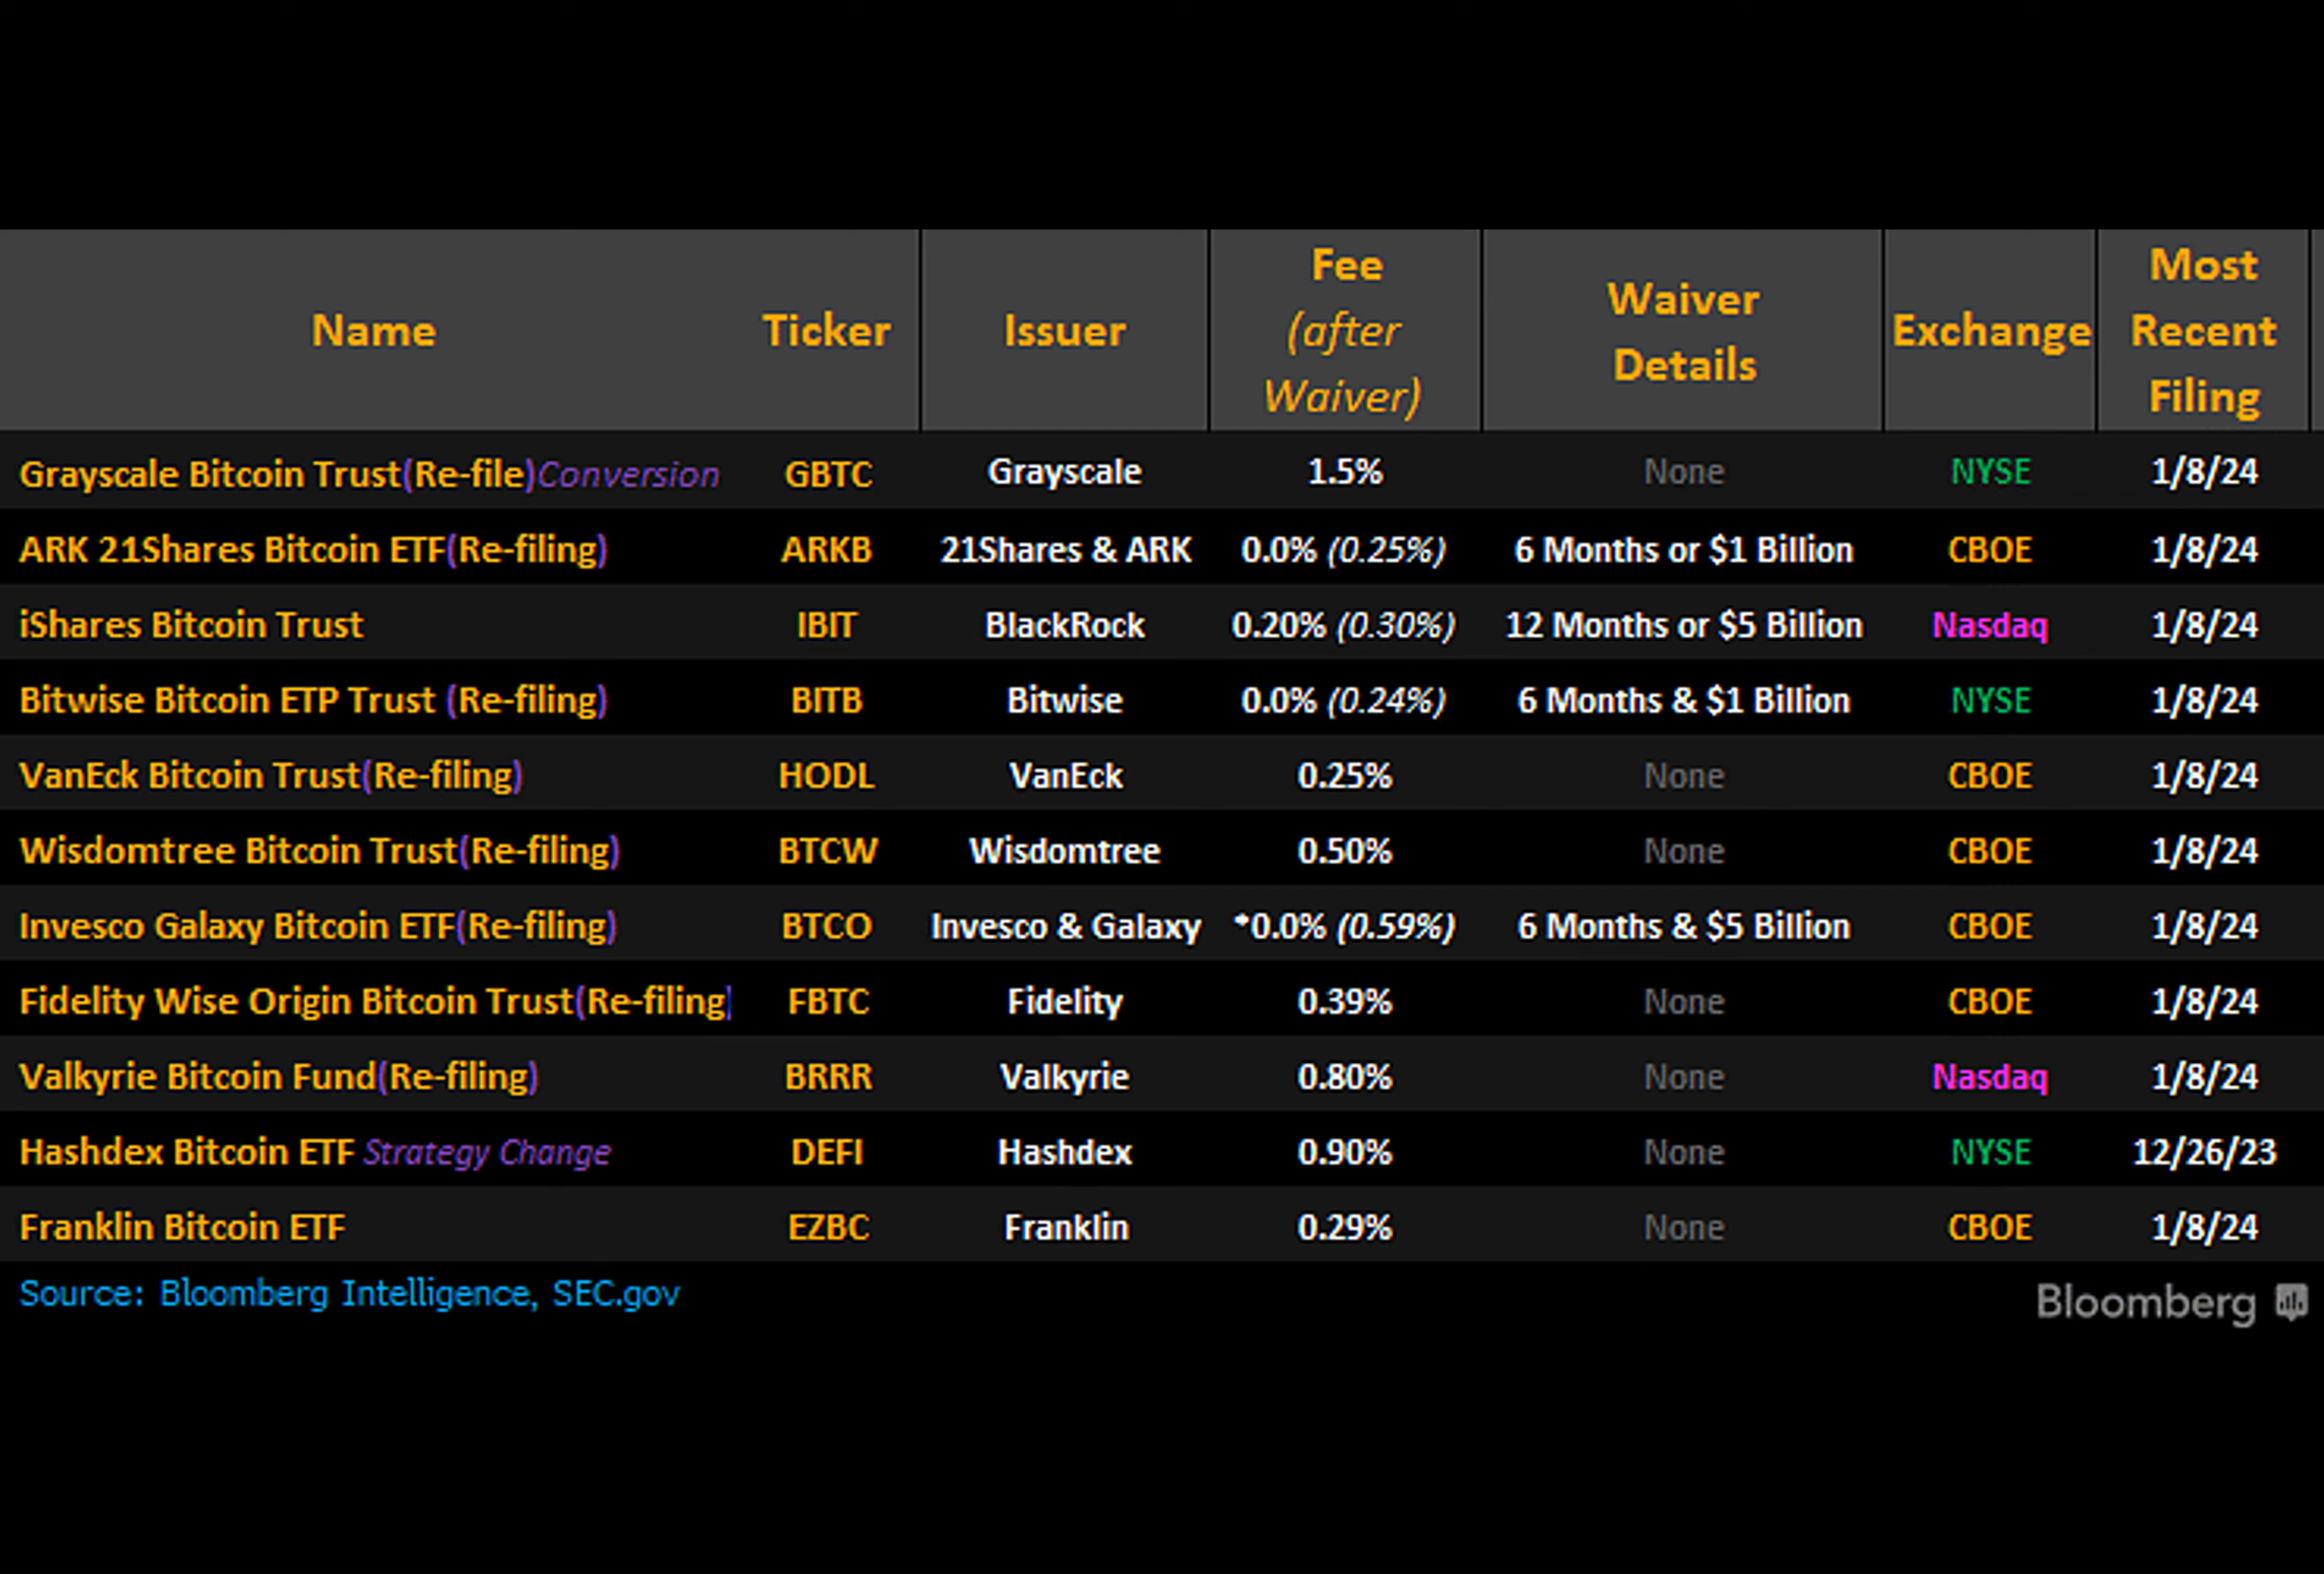 Name Ticker Issuer Fee (after Waiver) Waiver Details Exchange Most Recent Filing
Grayscale Bitcoin Trust(Re-file)Conversion GBTC Grayscale 1.5% None NYSE 1/8/24
ARK 21Shares Bitcoin ETF(Re-filing) ARKB 21Shares & ARK 0.0% (0.25%) 6 Months or $1 Billion CBOE 1/8/24
iShares Bitcoin Trust IBIT BlackRock 0.20% (0.30%) 12 Months or $5 Billion Nasdaq 1/8/24
Bitwise Bitcoin ETP Trust (Re-filing) BITB Bitwise 0.0% (0.24%) 6 Months & $1 Billion NYSE 1/8/24
VanEck Bitcoin Trust(Re-filing) HODL VanEck 0.25% None CBOE 1/8/24
Wisdomtree Bitcoin Trust(Re-filing) BTCW Wisdomtree 0.50% None CBOE 1/8/24
Invesco Galaxy Bitcoin ETF(Re-filing) BTCO Invesco & Galaxy *0.0% (0.59%) 6 Months & $5 Billion CBOE 1/8/24
Fidelity Wise Origin Bitcoin Trust(Re-filing) FBTC Fidelity 0.39% None CBOE 1/8/24
Valkyrie Bitcoin Fund(Re-filing) BRRR Valkyrie 0.80% None Nasdaq 1/8/24
Hashdex Bitcoin ETF Strategy Change DEFI Hashdex 0.90% None NYSE 12/26/23
Franklin Bitcoin ETF EZBC Franklin 0.29% None CBOE 1/8/24
Source: Bloomberg Intelligence, SEC.gov
Bloomberg